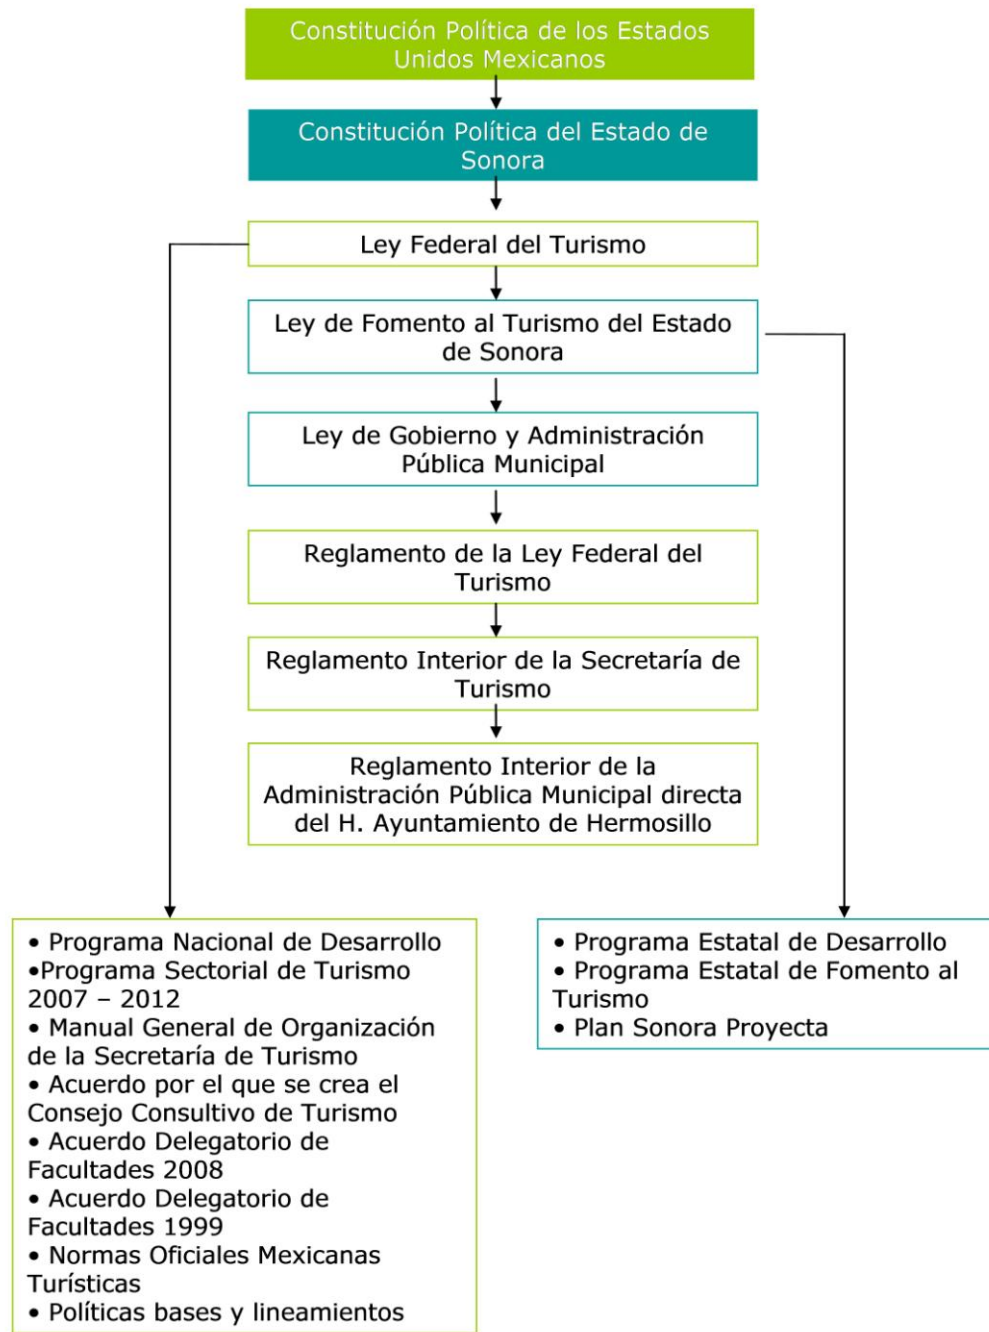 Constitución Política de los Estados
Unidos Mexicanos
Constitución Política del Estado de
Sonora
Ley Federal del Turismo
Ley de Fomento al Turismo del Estado
de Sonora
Ley de Gobierno y Administración
Pública Municipal
Reglamento de la Ley Federal del
Turismo
Reglamento Interior de la Secretaría de
Turismo
Reglamento Interior de la
Administración Pública Municipal directa
del H. Ayuntamiento de Hermosillo
• Programa Nacional de Desarrollo
•Programa Sectorial de Turismo
2007 – 2012
• Manual General de Organización
de la Secretaría de Turismo
• Acuerdo por el que se crea el
Consejo Consultivo de Turismo
• Acuerdo Delegatorio de
Facultades 2008
• Acuerdo Delegatorio de
Facultades 1999
• Normas Oficiales Mexicanas
Turísticas
• Políticas bases y lineamientos
• Programa Estatal de Desarrollo
• Programa Estatal de Fomento al
Turismo
• Plan Sonora Proyecta